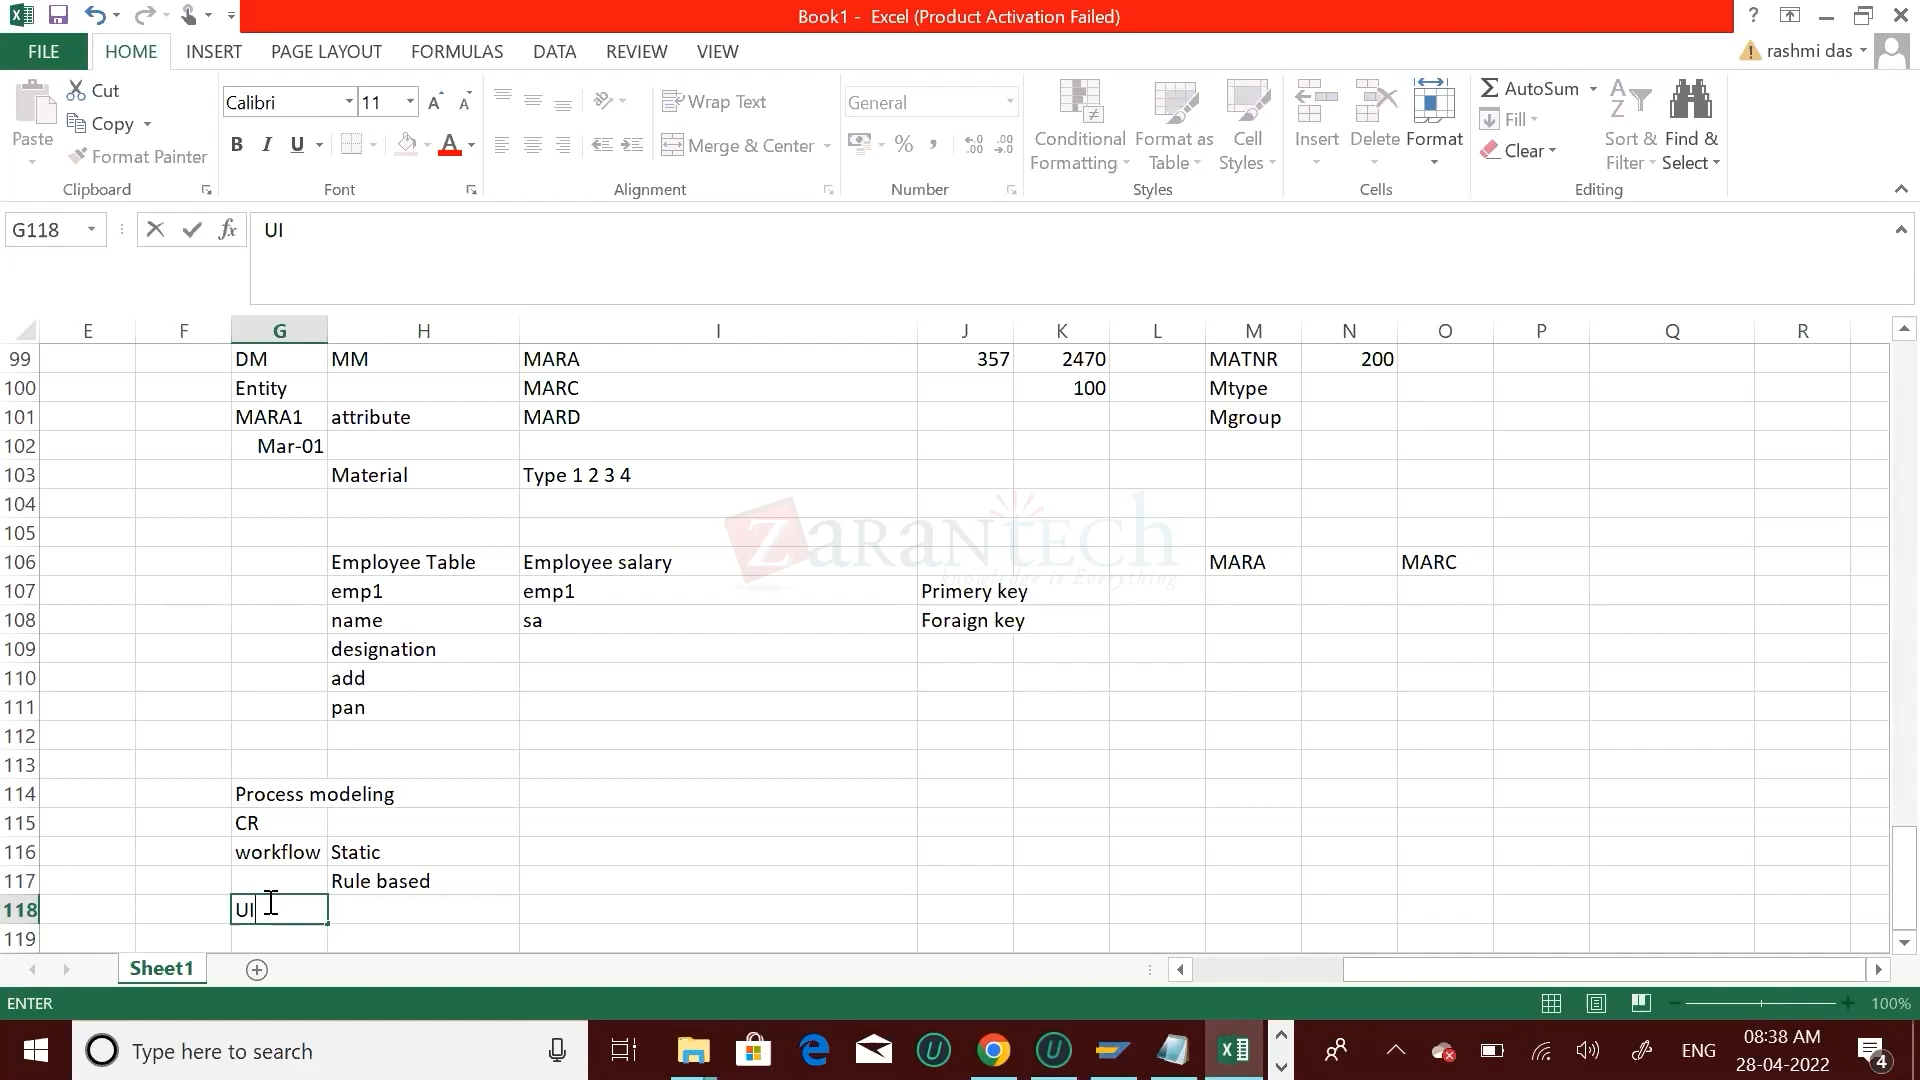 Book1 - Excel (Product Activation Failed)
FILE HOME INSERT PAGE LAYOUT FORMULAS DATA REVIEW VIEW rashmi das
Cut
Copy
Format Painter
Paste
Clipboard
Calibri 11
B I U A
Font
Wrap Text
Merge & Center
Alignment
General
% , .00
Number
Conditional Formatting
Format as Table
Cell Styles
Styles
Insert Delete Format
Cells
AutoSum
Fill
Clear
Sort & Filter
Find & Select
Editing
G118 fx UI
E F G H I J K L M N O P Q R
99 DM MM MARA 357 2470 MATNR 200
100 Entity MARC 100 Mtype
101 MARA1 attribute MARD Mgroup
102 Mar-01
103 Material Type 1 2 3 4
104
105
ZaranTech
knowledge is Everything
106 Employee Table Employee salary MARA MARC
107 emp1 emp1 Primery key
108 name sa Foraign key
109 designation
110 add
111 pan
112
113
114 Process modeling
115 CR
116 workflow Static
117 Rule based
118 UI
119
Sheet1
ENTER 100%
Type here to search
ENG
08:38 AM
28-04-2022
4